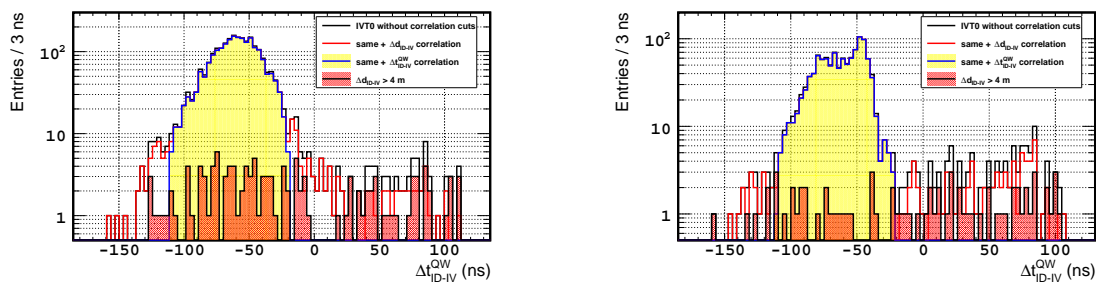 Entries / 3 ns
10²
10
1
IVT0 without correlation cuts
same + Δd_ID-IV correlation
same + Δt^QW_ID-IV correlation
Δd_ID-IV > 4 m
-150 -100 -50 0 50 100
Δt^QW_ID-IV (ns)
Entries / 3 ns
10²
10
1
IVT0 without correlation cuts
same + Δd_ID-IV correlation
same + Δt^QW_ID-IV correlation
Δd_ID-IV > 4 m
-150 -100 -50 0 50 100
Δt^QW_ID-IV (ns)